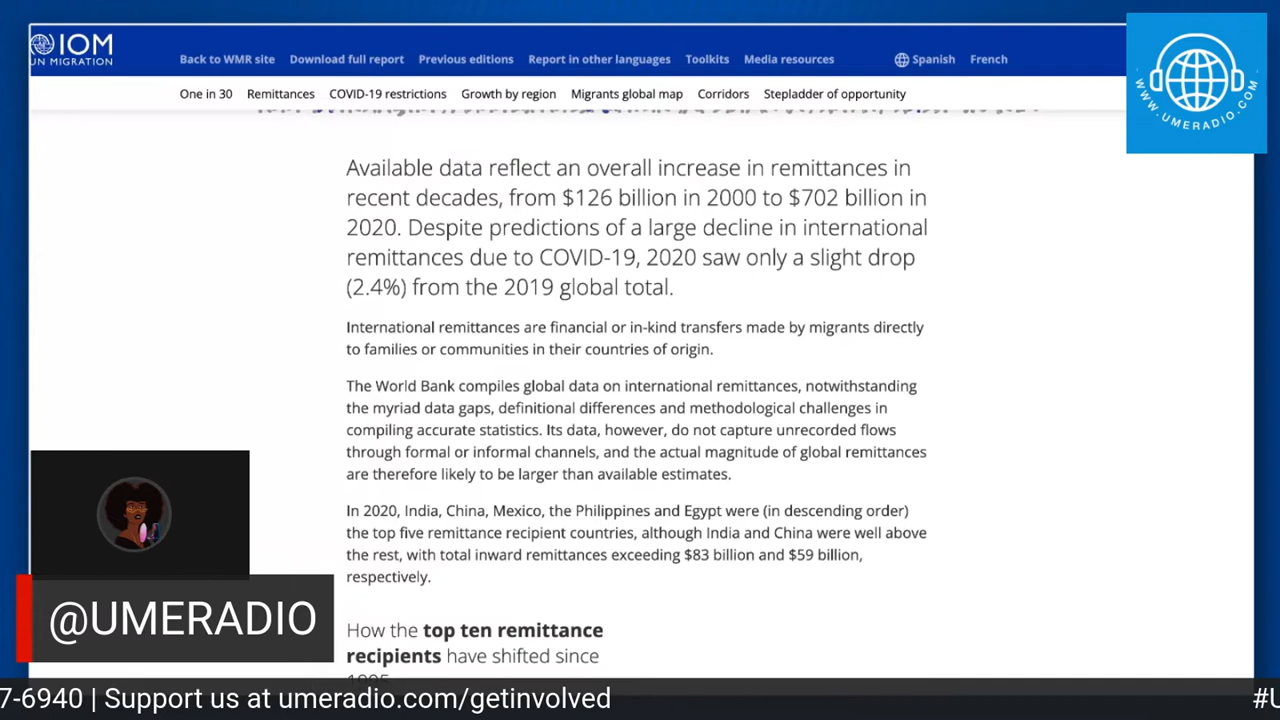 IOM
UN MIGRATION
Back to WMR site Download full report Previous editions Report in other languages Toolkits Media resources Spanish French
One in 30 Remittances COVID-19 restrictions Growth by region Migrants global map Corridors Stepladder of opportunity
WWW.UMERADIO.COM
Available data reflect an overall increase in remittances in
recent decades, from $126 billion in 2000 to $702 billion in
2020. Despite predictions of a large decline in international
remittances due to COVID-19, 2020 saw only a slight drop
(2.4%) from the 2019 global total.
International remittances are financial or in-kind transfers made by migrants directly
to families or communities in their countries of origin.
The World Bank compiles global data on international remittances, notwithstanding
the myriad data gaps, definitional differences and methodological challenges in
compiling accurate statistics. Its data, however, do not capture unrecorded flows
through formal or informal channels, and the actual magnitude of global remittances
are therefore likely to be larger than available estimates.
In 2020, India, China, Mexico, the Philippines and Egypt were (in descending order)
the top five remittance recipient countries, although India and China were well above
the rest, with total inward remittances exceeding $83 billion and $59 billion,
respectively.
How the top ten remittance
recipients have shifted since
@UMERADIO
7-6940 | Support us at umeradio.com/getinvolved #U